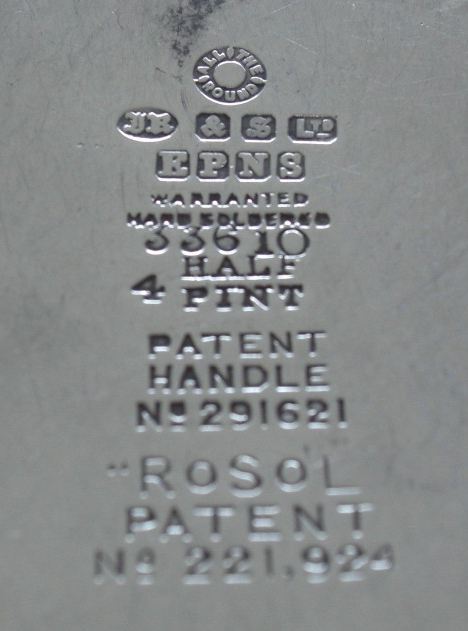 ALL THE ROUND
JR & S LTD
EPNS
WARRANTED
HARD SOLDERED
33610
HALF
4 PINT
PATENT
HANDLE
No 291621
"ROSOL
PATENT
No 221,924